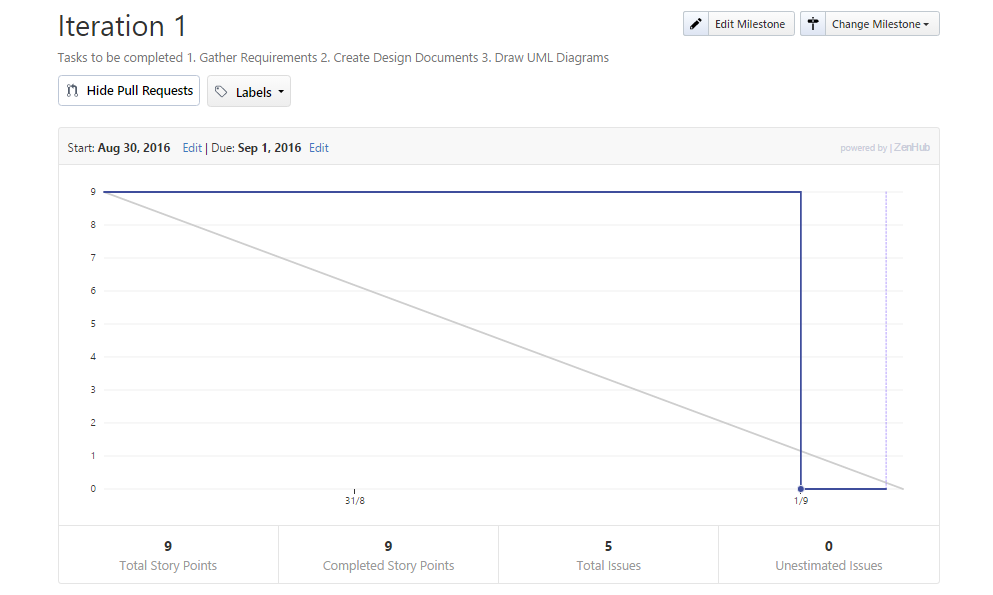 Iteration 1
Edit Milestone
Change Milestone
Tasks to be completed 1. Gather Requirements 2. Create Design Documents 3. Draw UML Diagrams
Hide Pull Requests
Labels
Start: Aug 30, 2016 Edit | Due: Sep 1, 2016 Edit
powered by | ZenHub
9
8
7
6
5
4
3
2
1
0
31/8
1/9
9
Total Story Points
9
Completed Story Points
5
Total Issues
0
Unestimated Issues